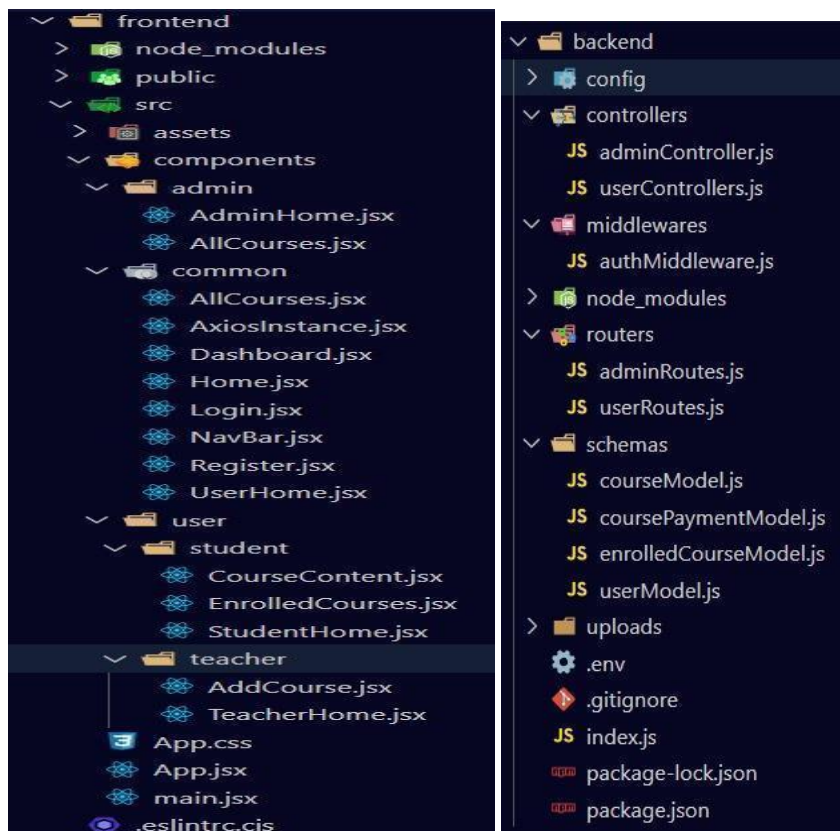 frontend
node_modules
public
src
assets
components
admin
AdminHome.jsx
AllCourses.jsx
common
AllCourses.jsx
AxiosInstance.jsx
Dashboard.jsx
Home.jsx
Login.jsx
NavBar.jsx
Register.jsx
UserHome.jsx
user
student
CourseContent.jsx
EnrolledCourses.jsx
StudentHome.jsx
teacher
AddCourse.jsx
TeacherHome.jsx
App.css
App.jsx
main.jsx
.eslintrc.cjs
backend
config
controllers
JS adminController.js
JS userControllers.js
middlewares
JS authMiddleware.js
node_modules
routers
JS adminRoutes.js
JS userRoutes.js
schemas
JS courseModel.js
JS coursePaymentModel.js
JS enrolledCourseModel.js
JS userModel.js
uploads
.env
.gitignore
JS index.js
package-lock.json
package.json